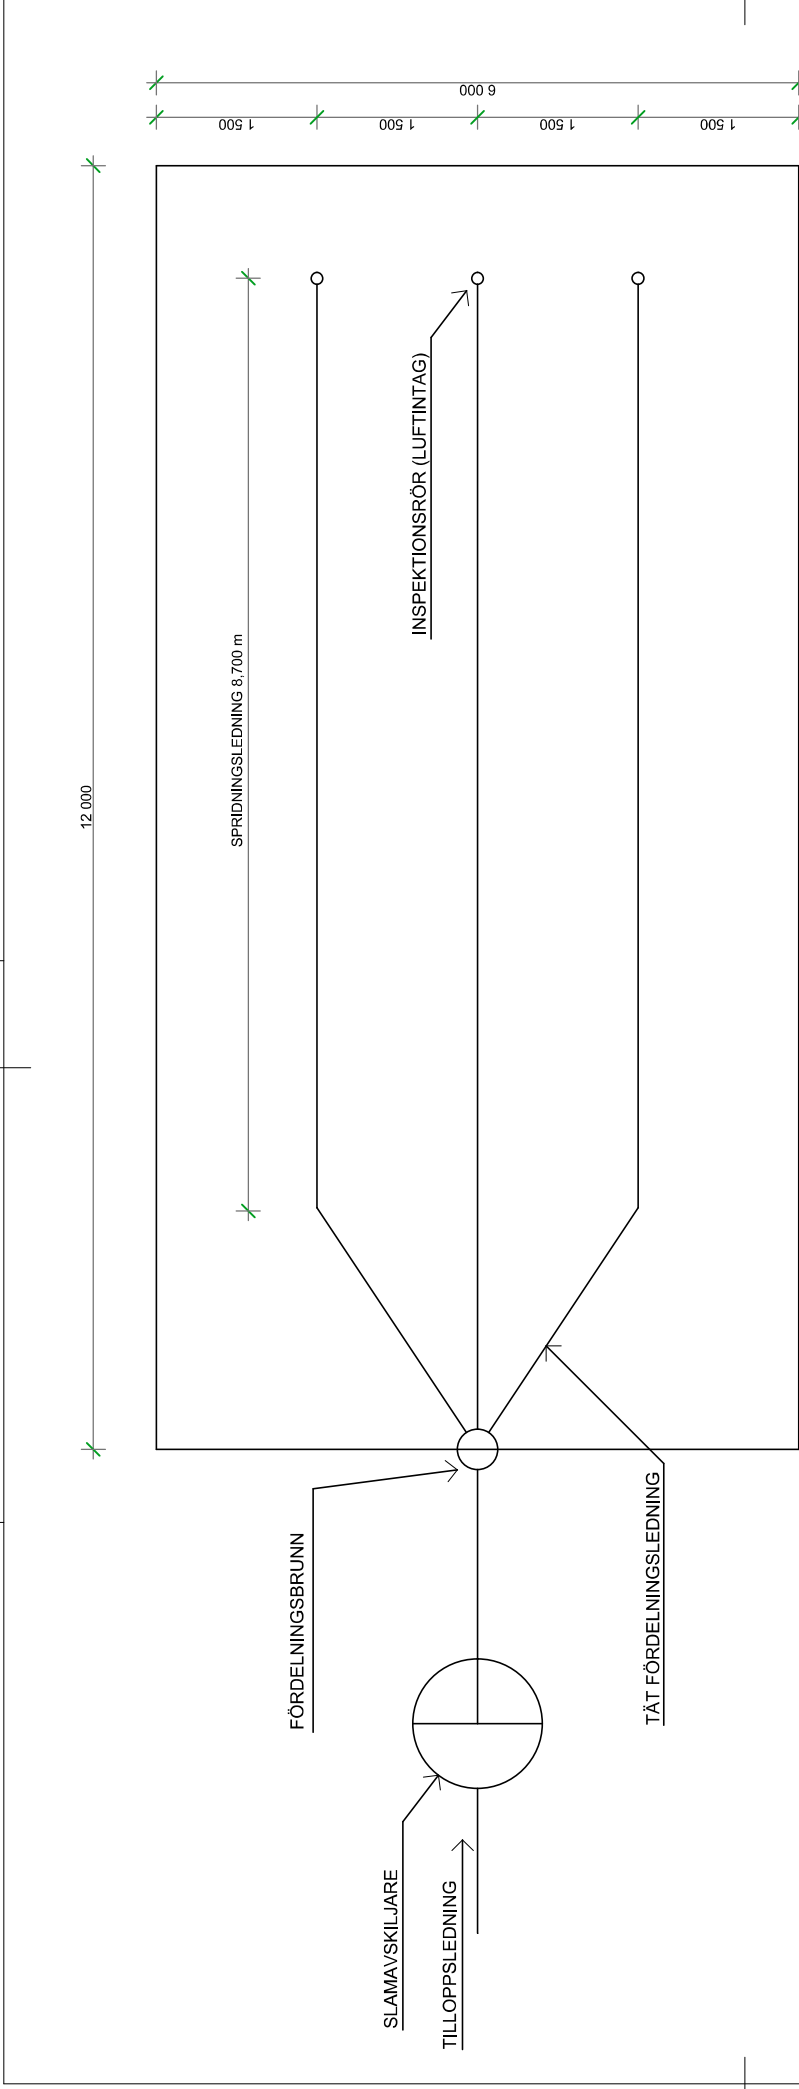 6 000
1 500
1 500
1 500
1 500
12 000
SPRIDNINGSLEDNING 8,700 m
INSPEKTIONSRÖR (LUFTINTAG)
FÖRDELNINGSBRUNN
TÄT FÖRDELNINGSLEDNING
SLAMAVSKILJARE
TILLOPPSLEDNING